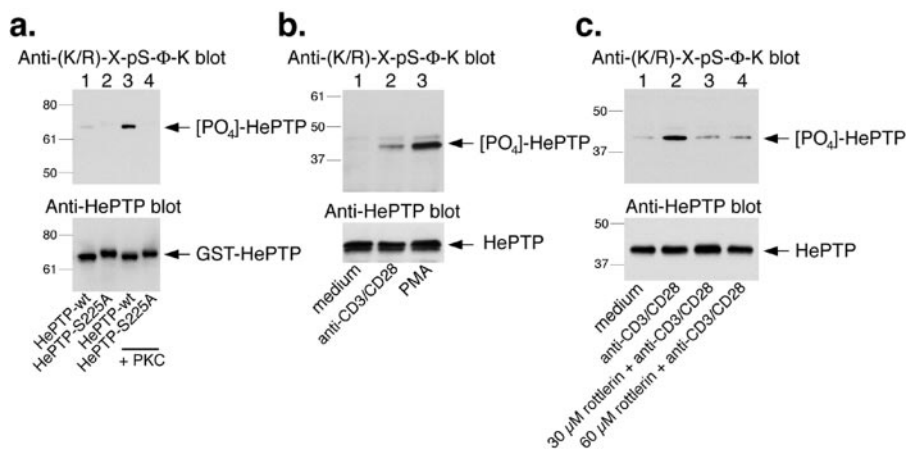 a.
Anti-(K/R)-X-pS-Φ-K blot
1 2 3 4
80
61
50
[PO4]-HePTP
Anti-HePTP blot
80
61
GST-HePTP
HePTP-wt
HePTP-S225A
HePTP-wt
HePTP-S225A
+ PKC
b.
Anti-(K/R)-X-pS-Φ-K blot
1 2 3
61
50
37
[PO4]-HePTP
Anti-HePTP blot
HePTP
medium
anti-CD3/CD28
PMA
c.
Anti-(K/R)-X-pS-Φ-K blot
1 2 3 4
50
37
[PO4]-HePTP
Anti-HePTP blot
50
37
HePTP
medium
anti-CD3/CD28
30 µM rottlerin + anti-CD3/CD28
60 µM rottlerin + anti-CD3/CD28